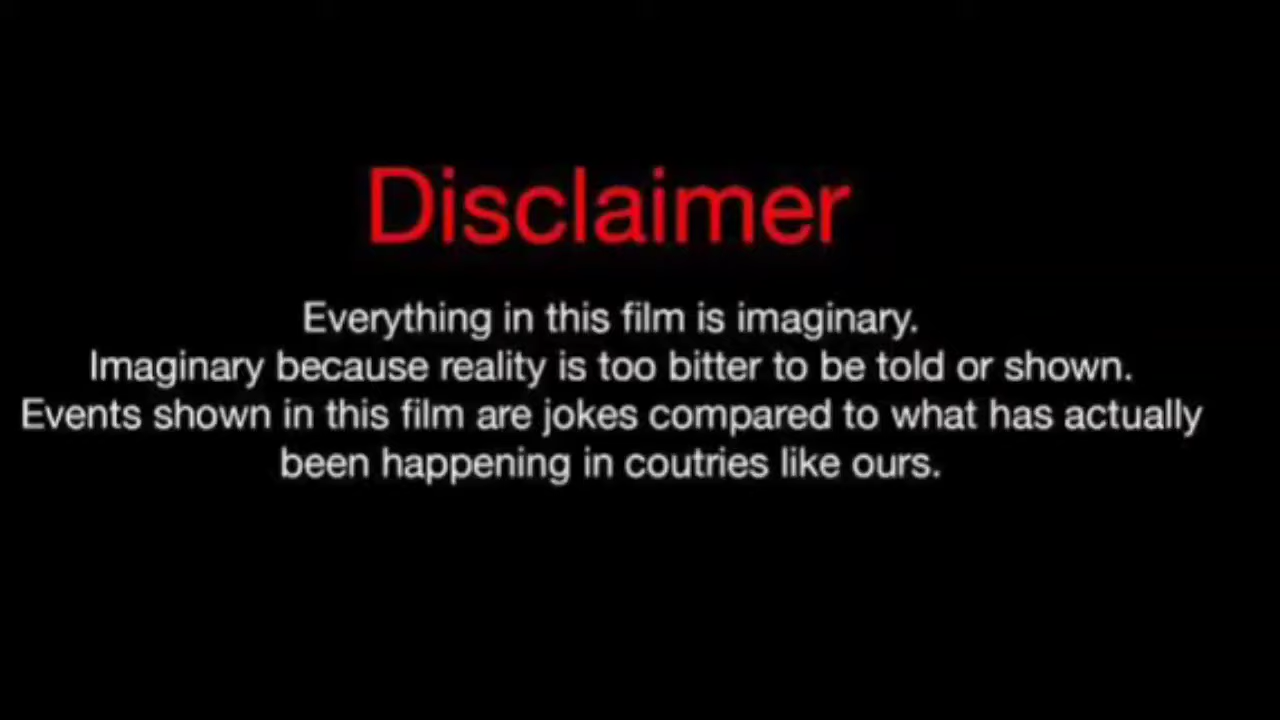 Disclaimer
Everything in this film is imaginary.
Imaginary because reality is too bitter to be told or shown.
Events shown in this film are jokes compared to what has actually
been happening in coutries like ours.